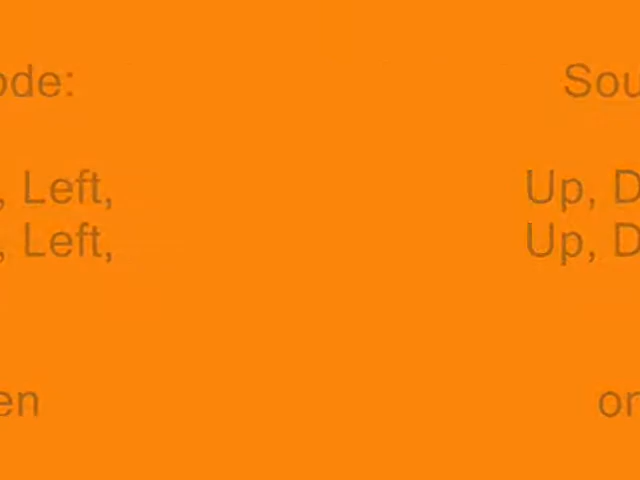 ode: Sou
, Left, Up, D
, Left, Up, D
en or